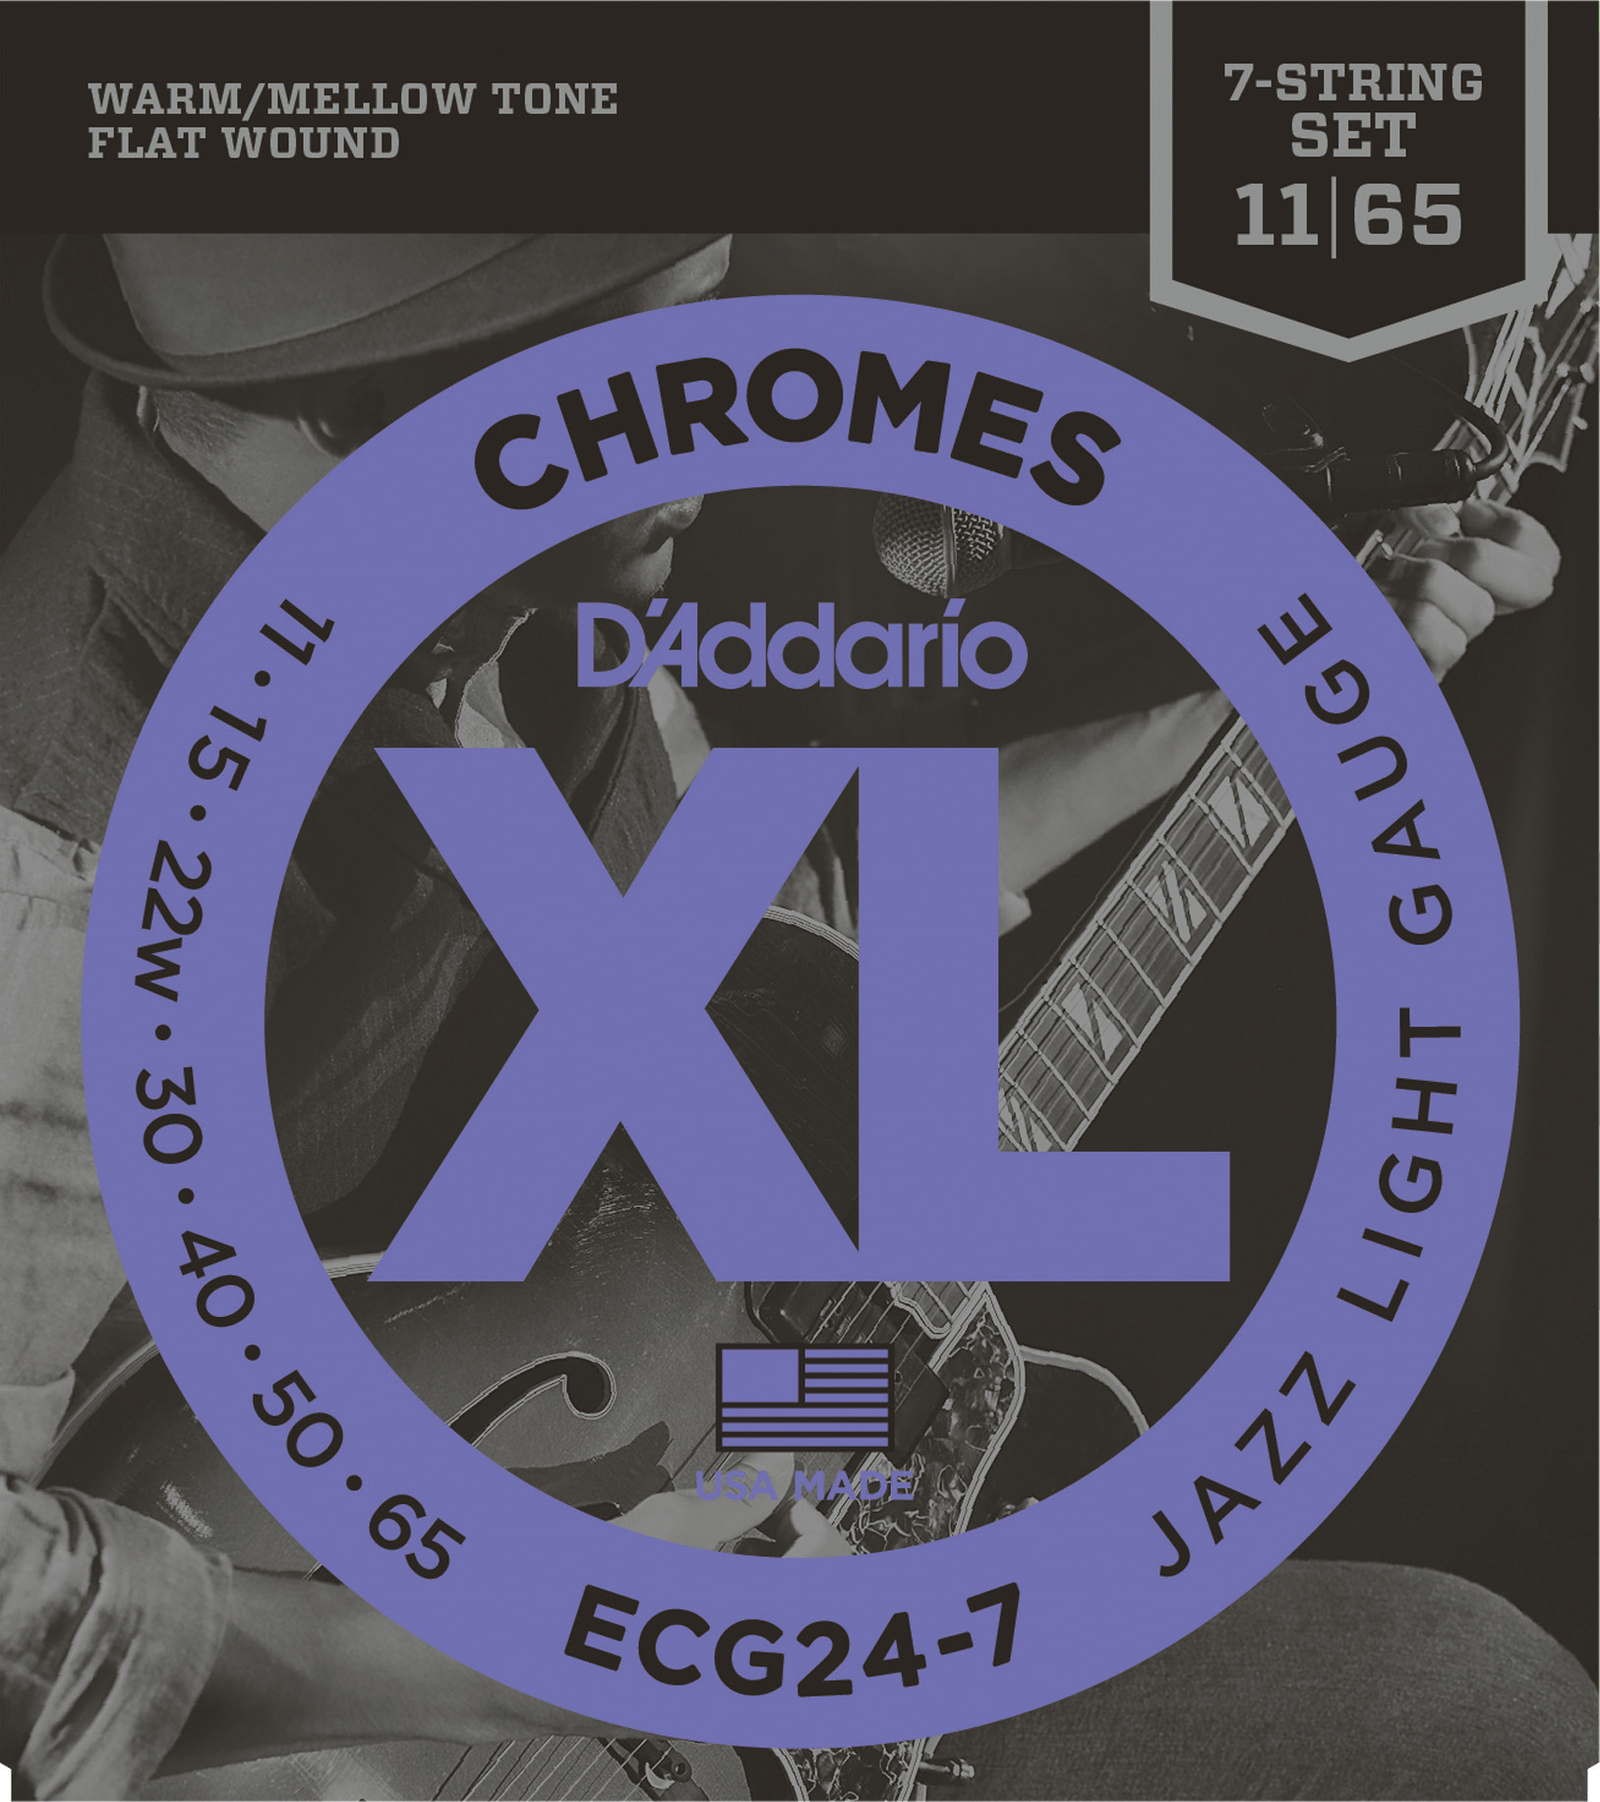 WARM/MELLOW TONE
FLAT WOUND
7-STRING
SET
11|65
CHROMES
D'Addario
XL
11·15·22w·30·40·50·65
JAZZ LIGHT GAUGE
USA MADE
ECG24-7